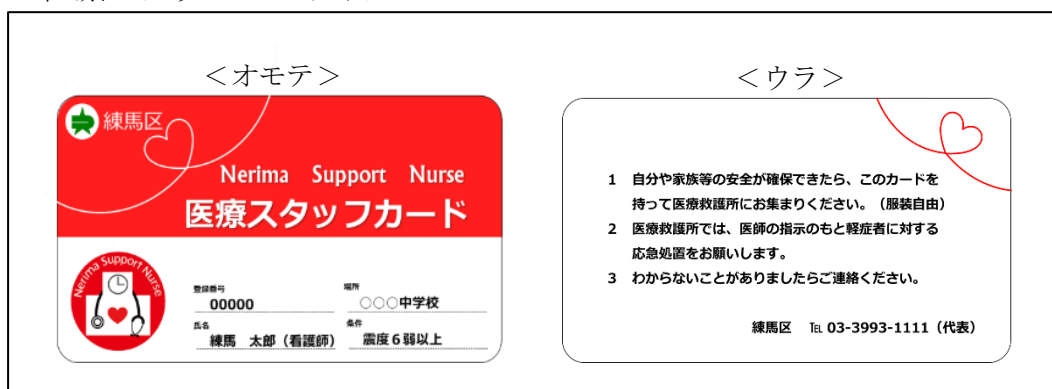 ＜オモテ＞
練馬区
Nerima Support Nurse
医療スタッフカード
Nerima Support Nurse
登録番号
00000
場所
○○○中学校
氏名
練馬 太郎（看護師）
条件
震度６弱以上
＜ウラ＞
1 自分や家族等の安全が確保できたら、このカードを
持って医療救護所にお集まりください。（服装自由）
2 医療救護所では、医師の指示のもと軽症者に対する
応急処置をお願いします。
3 わからないことがありましたらご連絡ください。
練馬区 ℡ 03-3993-1111（代表）